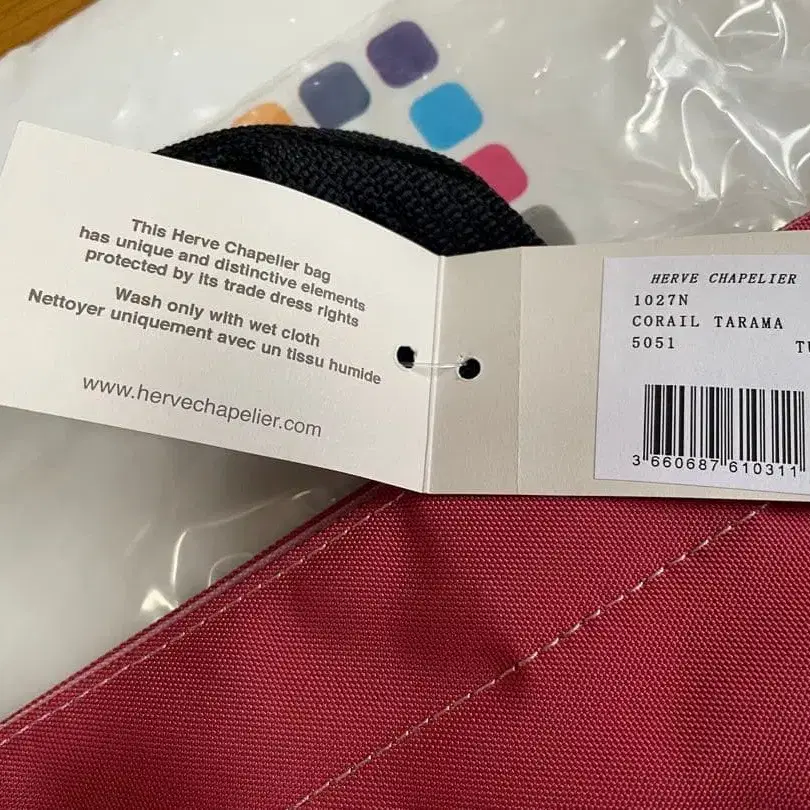 This Herve Chapelier bag
has unique and distinctive elements
protected by its trade dress rights
Wash only with wet cloth
Nettoyer uniquement avec un tissu humide
www.hervechapelier.com
HERVE CHAPELIER
1027N
CORAIL TARAMA
5051
3 660687 610311